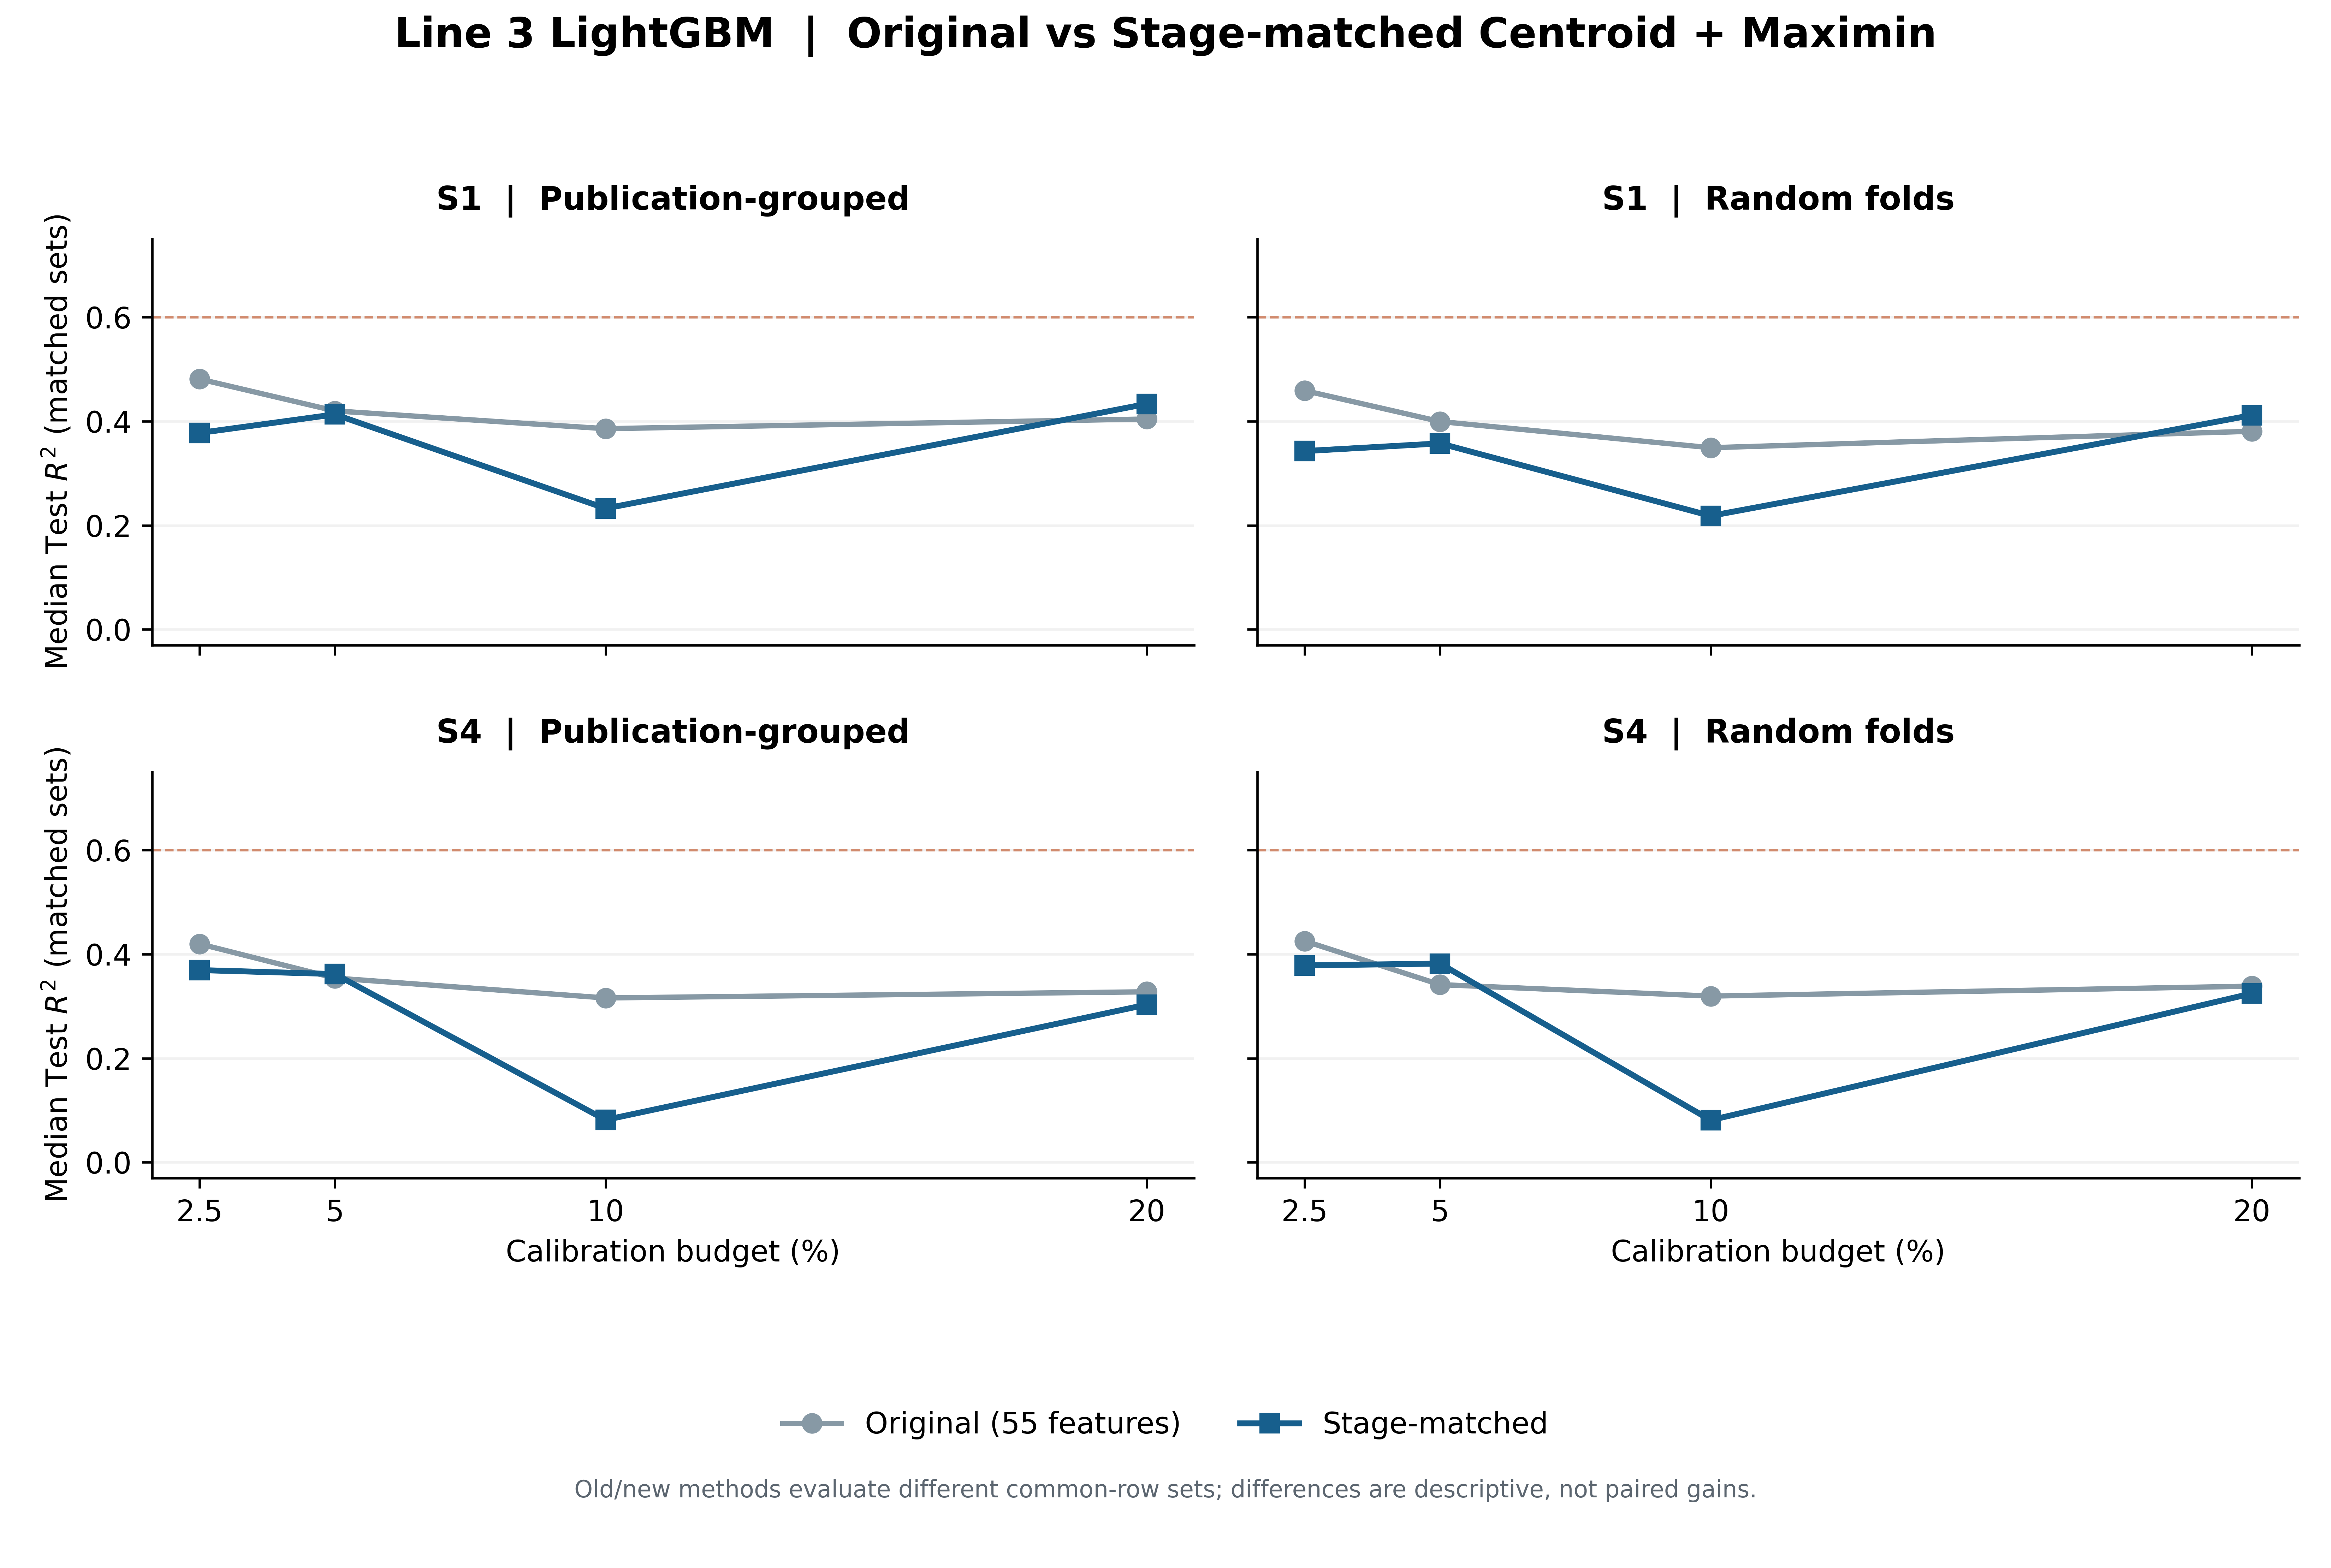 Line 3 LightGBM | Original vs Stage-matched Centroid + Maximin
S1 | Publication-grouped
S1 | Random folds
Median Test R² (matched sets)
0.6
0.4
0.2
0.0
S4 | Publication-grouped
S4 | Random folds
Median Test R² (matched sets)
0.6
0.4
0.2
0.0
2.5 5 10 20
2.5 5 10 20
Calibration budget (%)
Calibration budget (%)
Original (55 features)
Stage-matched
Old/new methods evaluate different common-row sets; differences are descriptive, not paired gains.